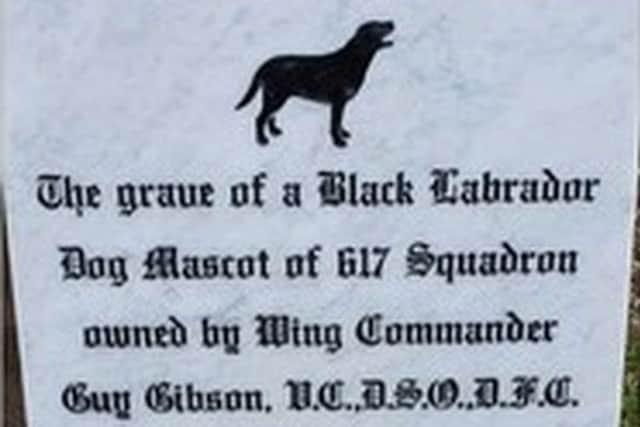 The grave of a Black Labrador
Dog Mascot of 617 Squadron
owned by Wing Commander
Guy Gibson, V.C.,D.S.O.,D.F.C.